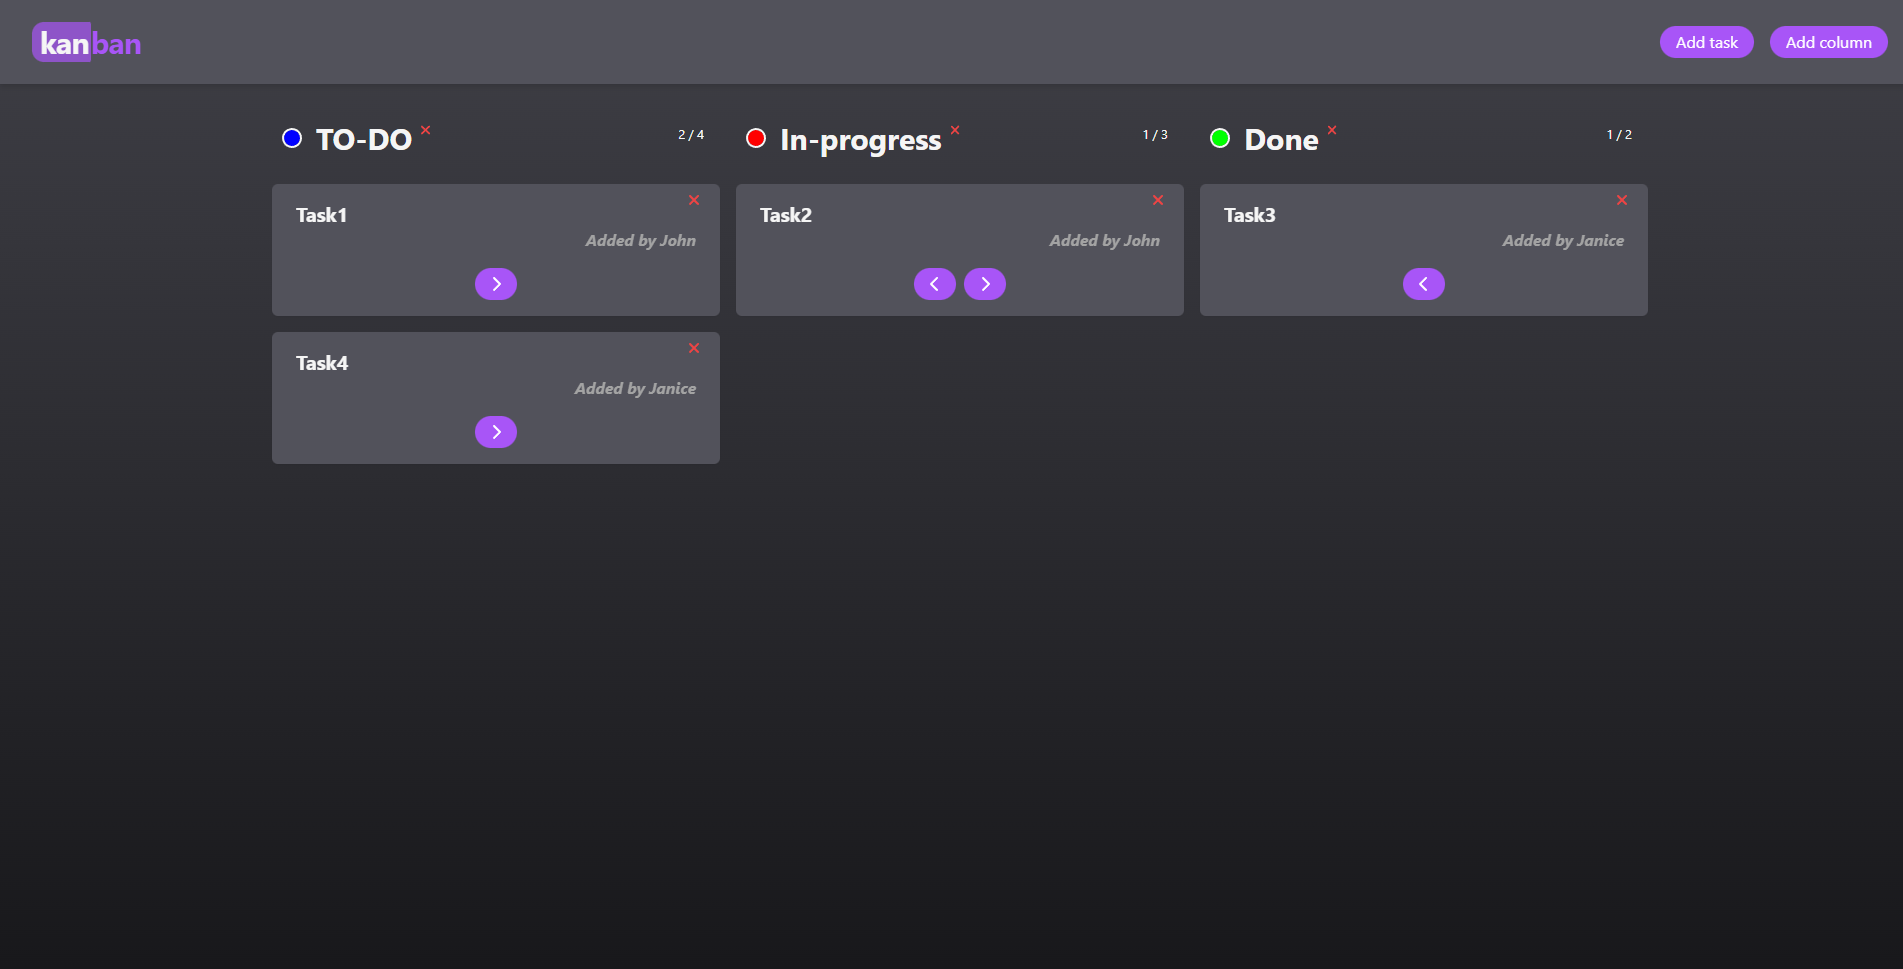 kanban
Add task
Add column
TO-DO
2 / 4
Task1
Added by John
Task4
Added by Janice
In-progress
1 / 3
Task2
Added by John
Done
1 / 2
Task3
Added by Janice